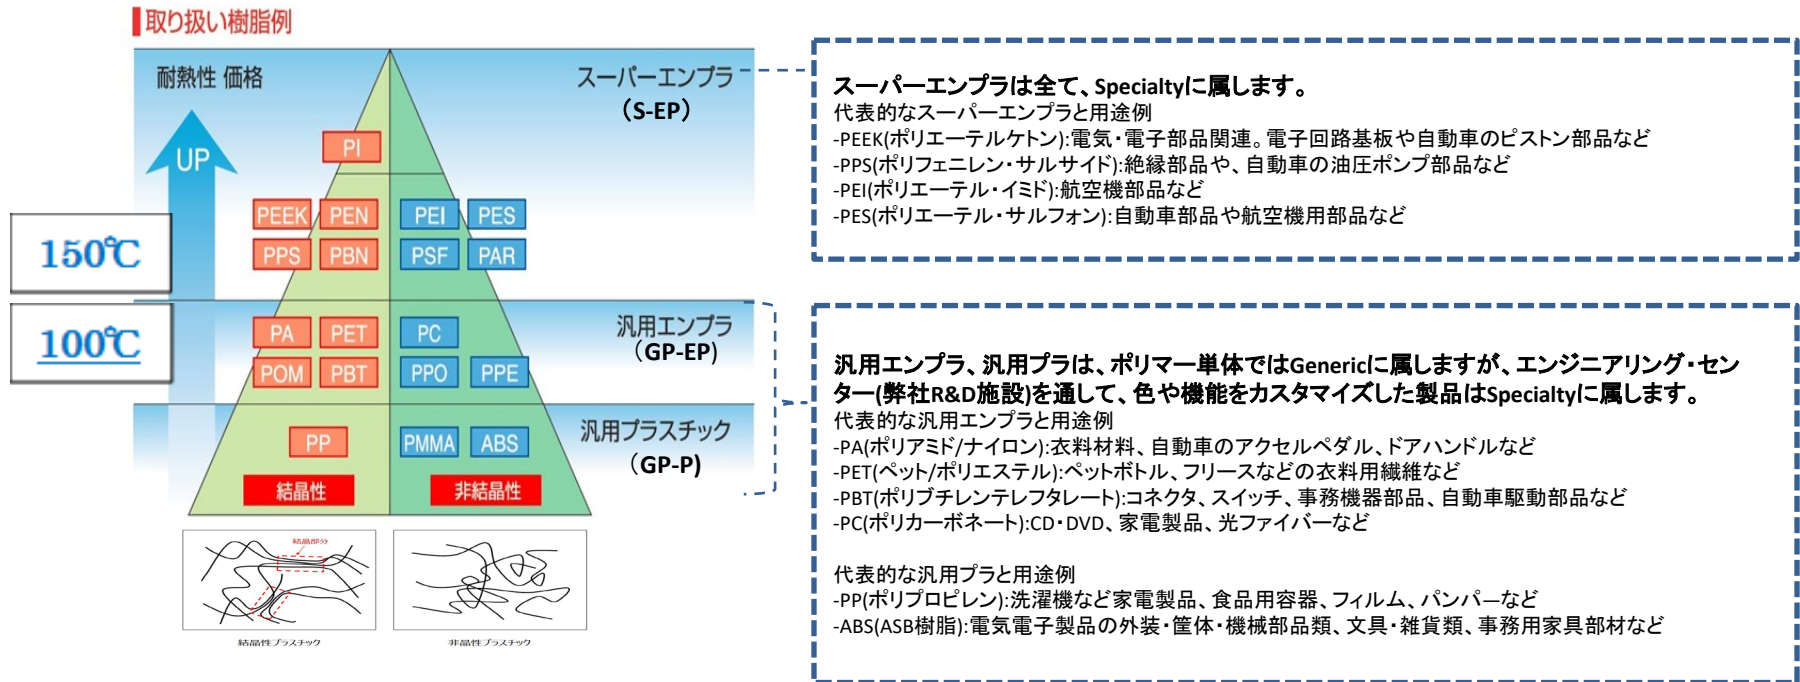 取り扱い樹脂例
耐熱性 価格
UP
150℃
100℃
スーパーエンプラ
（S-EP）
PI
PEEK PEN PEI PES
PPS PBN PSF PAR
汎用エンプラ
（GP-EP)
PA PET PC
POM PBT PPO PPE
汎用プラスチック
（GP-P)
PP PMMA ABS
結晶性 非結晶性
結晶部分
結晶性プラスチック 非晶性プラスチック
スーパーエンプラは全て、Specialtyに属します。
代表的なスーパーエンプラと用途例
-PEEK(ポリエーテルケトン):電気・電子部品関連。電子回路基板や自動車のピストン部品など
-PPS(ポリフェニレン・サルサイド):絶縁部品や、自動車の油圧ポンプ部品など
-PEI(ポリエーテル・イミド):航空機部品など
-PES(ポリエーテル・サルフォン):自動車部品や航空機用部品など
汎用エンプラ、汎用プラは、ポリマー単体ではGenericに属しますが、エンジニアリング・セン
ター(弊社R&D施設)を通して、色や機能をカスタマイズした製品はSpecialtyに属します。
代表的な汎用エンプラと用途例
-PA(ポリアミド/ナイロン):衣料材料、自動車のアクセルペダル、ドアハンドルなど
-PET(ペット/ポリエステル):ペットボトル、フリースなどの衣料用繊維など
-PBT(ポリブチレンテレフタレート):コネクタ、スイッチ、事務機器部品、自動車駆動部品など
-PC(ポリカーボネート):CD・DVD、家電製品、光ファイバーなど
代表的な汎用プラと用途例
-PP(ポリプロピレン):洗濯機など家電製品、食品用容器、フィルム、バンパーなど
-ABS(ASB樹脂):電気電子製品の外装・筐体・機械部品類、文具・雑貨類、事務用家具部材など